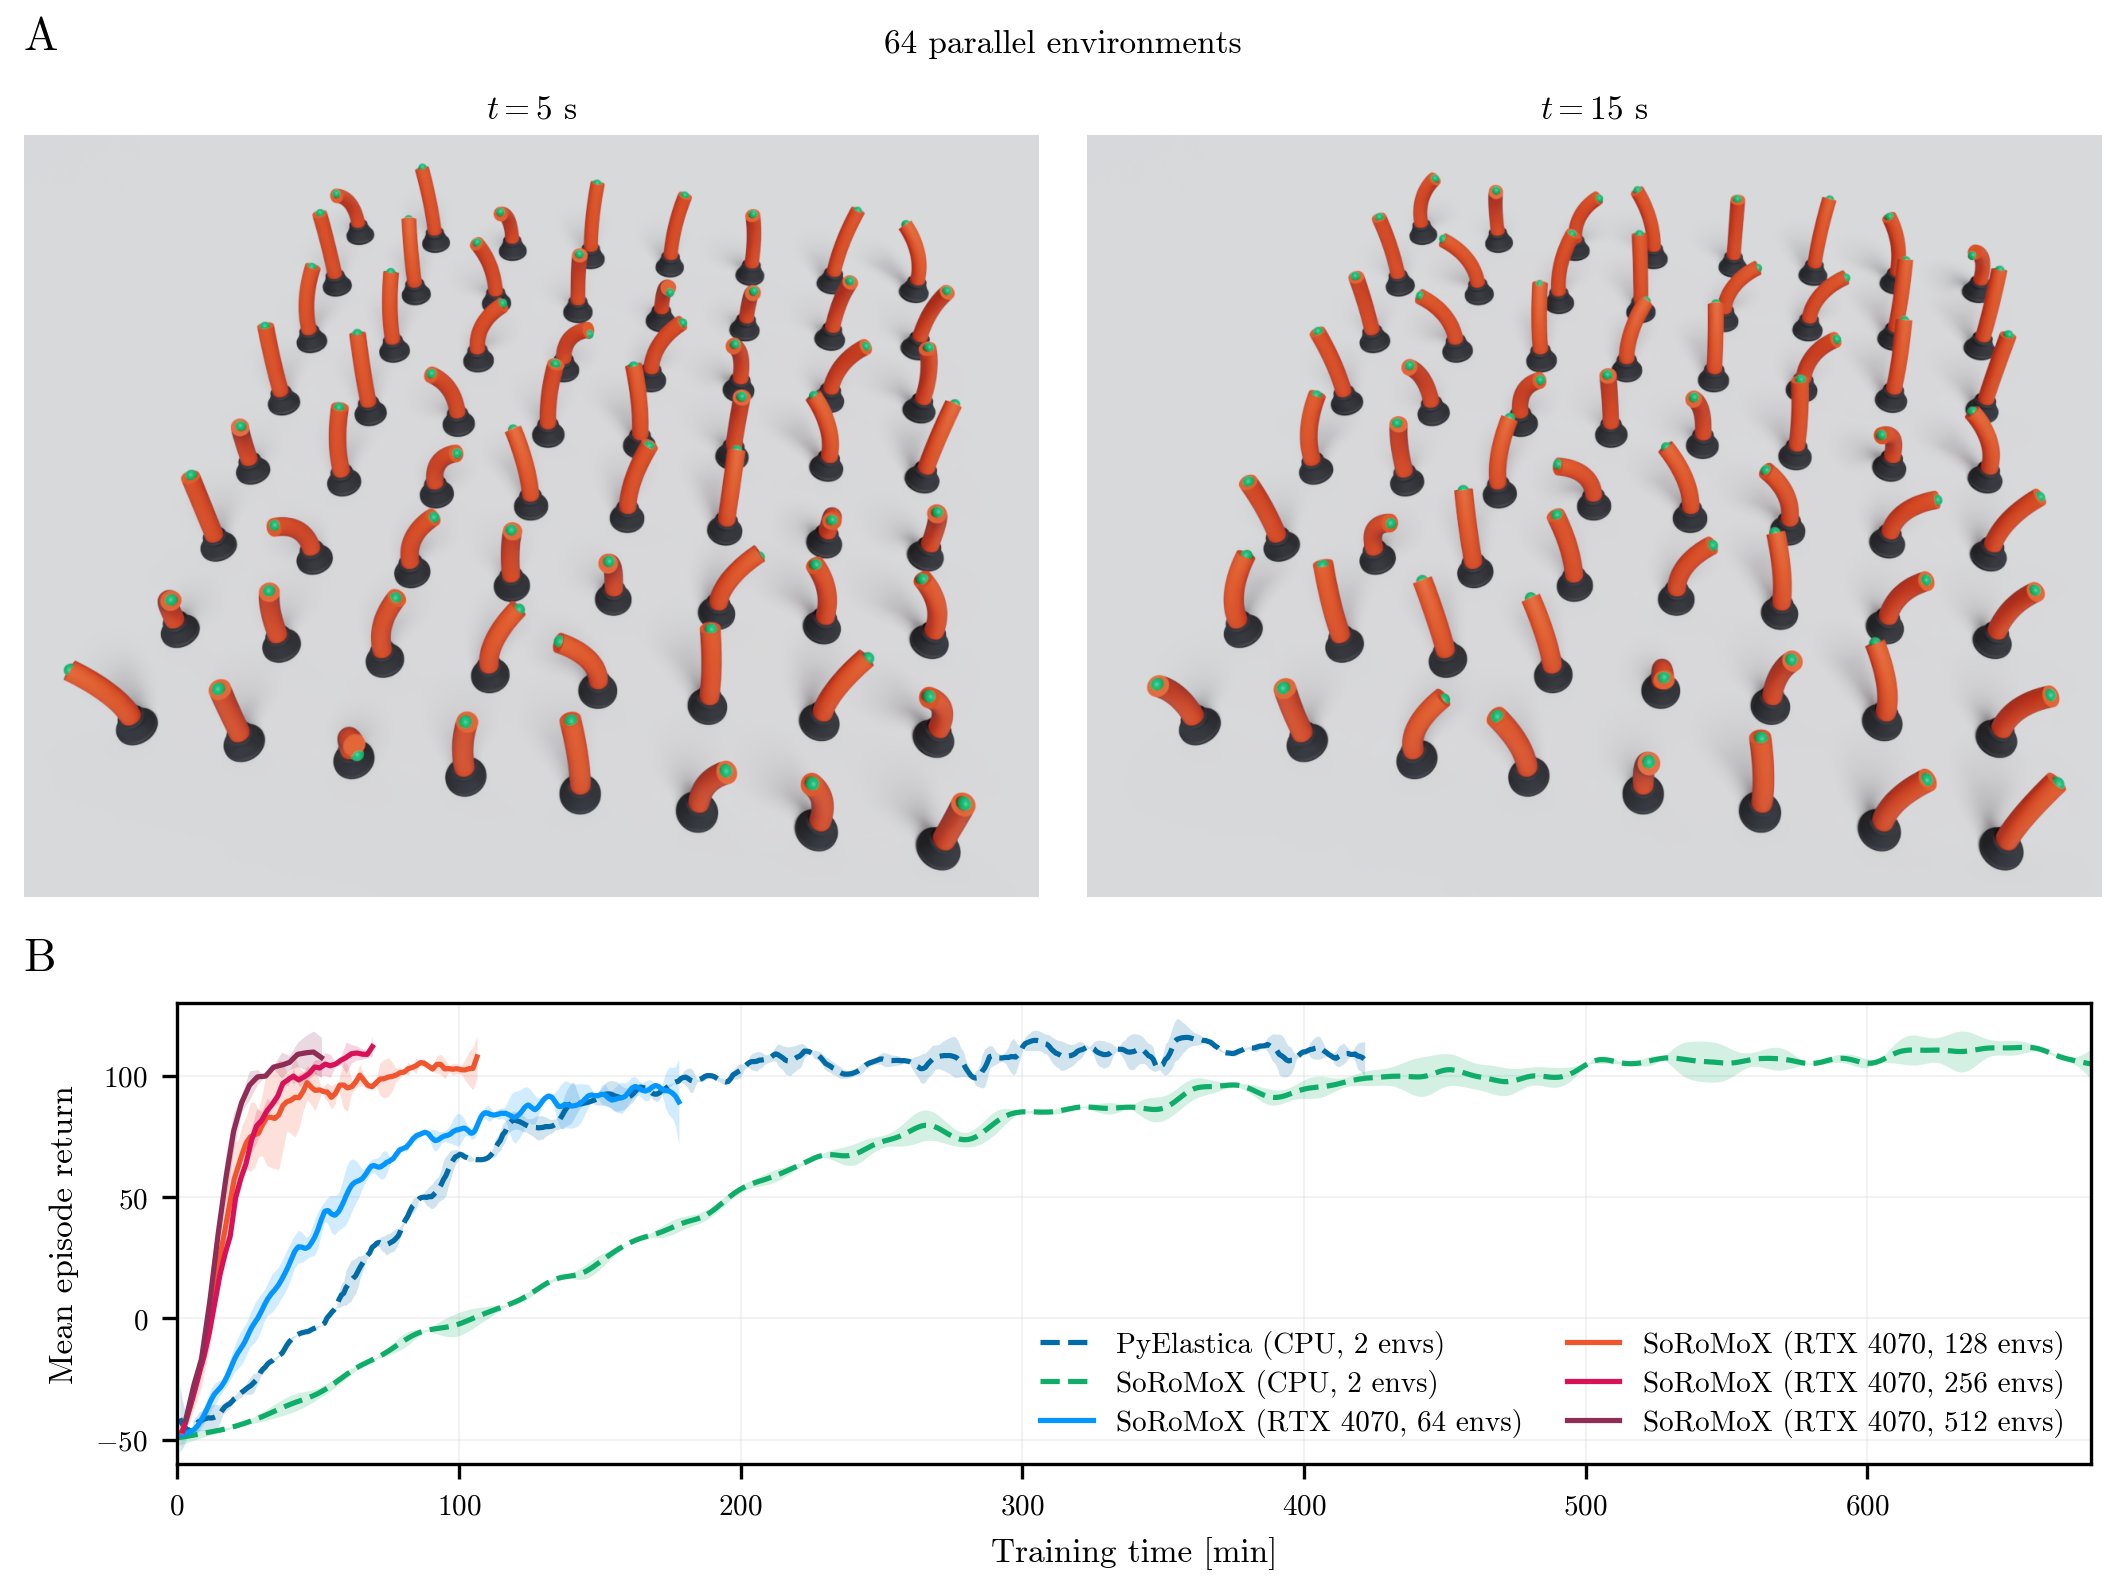 A
64 parallel environments
t = 5 s
t = 15 s
B
Mean episode return
100
50
0
−50
PyElastica (CPU, 2 envs)
SoRoMoX (CPU, 2 envs)
SoRoMoX (RTX 4070, 64 envs)
SoRoMoX (RTX 4070, 128 envs)
SoRoMoX (RTX 4070, 256 envs)
SoRoMoX (RTX 4070, 512 envs)
0 100 200 300 400 500 600
Training time [min]